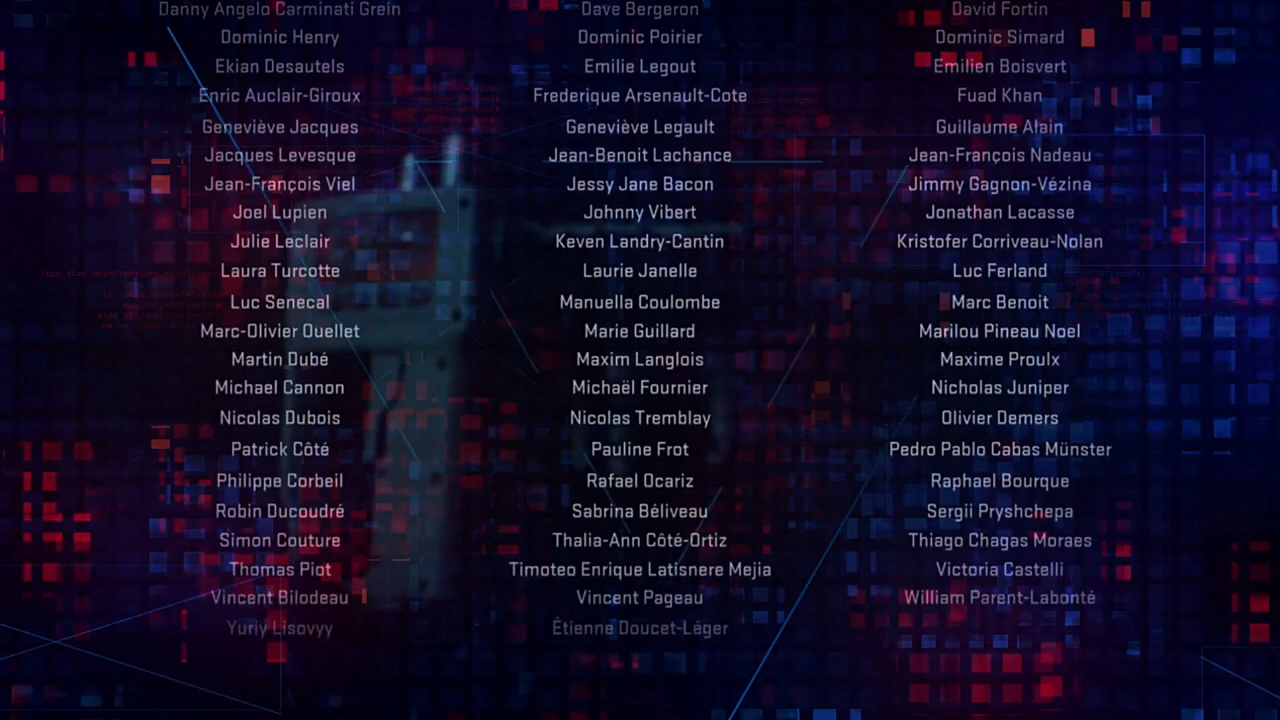 Danny Angelo Carminati Grein Dave Bergeron David Fortin
Dominic Henry Dominic Poirier Dominic Simard
Ekian Desautels Emilie Legout Emilien Boisvert
Enric Auclair-Giroux Frederique Arsenault-Cote Fuad Khan
Geneviève Jacques Geneviève Legault Guillaume Alain
Jacques Levesque Jean-Benoit Lachance Jean-François Nadeau
Jean-François Viel Jessy Jane Bacon Jimmy Gagnon-Vézina
Joel Lupien Johnny Vibert Jonathan Lacasse
Julie Leclair Keven Landry-Cantin Kristofer Corriveau-Nolan
Laura Turcotte Laurie Janelle Luc Ferland
Luc Senecal Manuella Coulombe Marc Benoit
Marc-Olivier Ouellet Marie Guillard Marilou Pineau Noel
Martin Dubé Maxim Langlois Maxime Proulx
Michael Cannon Michaël Fournier Nicholas Juniper
Nicolas Dubois Nicolas Tremblay Olivier Demers
Patrick Côté Pauline Frot Pedro Pablo Cabas Münster
Philippe Corbeil Rafael Ocariz Raphael Bourque
Robin Ducoudré Sabrina Béliveau Sergii Pryshchepa
Simon Couture Thalia-Ann Côté-Ortiz Thiago Chagas Moraes
Thomas Piot Timoteo Enrique Latisnere Mejia Victoria Castelli
Vincent Bilodeau Vincent Pageau William Parent-Labonté
Yuriy Lisovyy Étienne Doucet-Léger